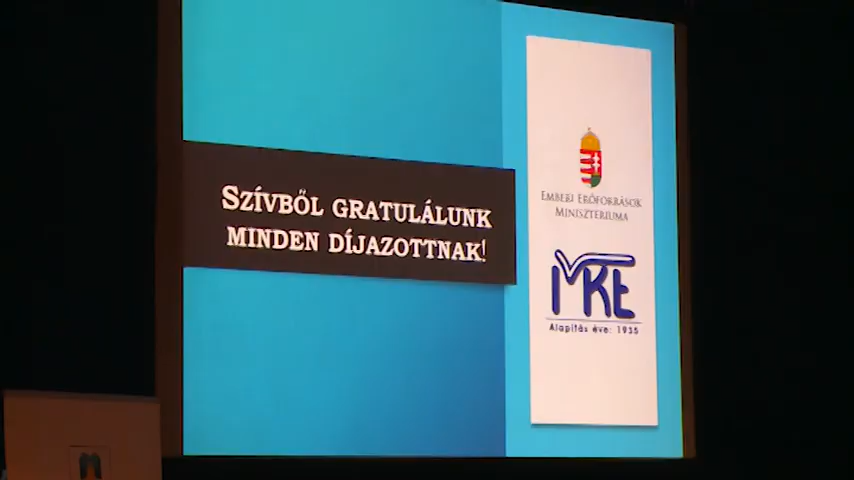 SZÍVBŐL GRATULÁLUNK
MINDEN DÍJAZOTTNAK!
EMBERI ERŐFORRÁSOK
MINISZTÉRIUMA
MKE
Alapítás éve: 1935